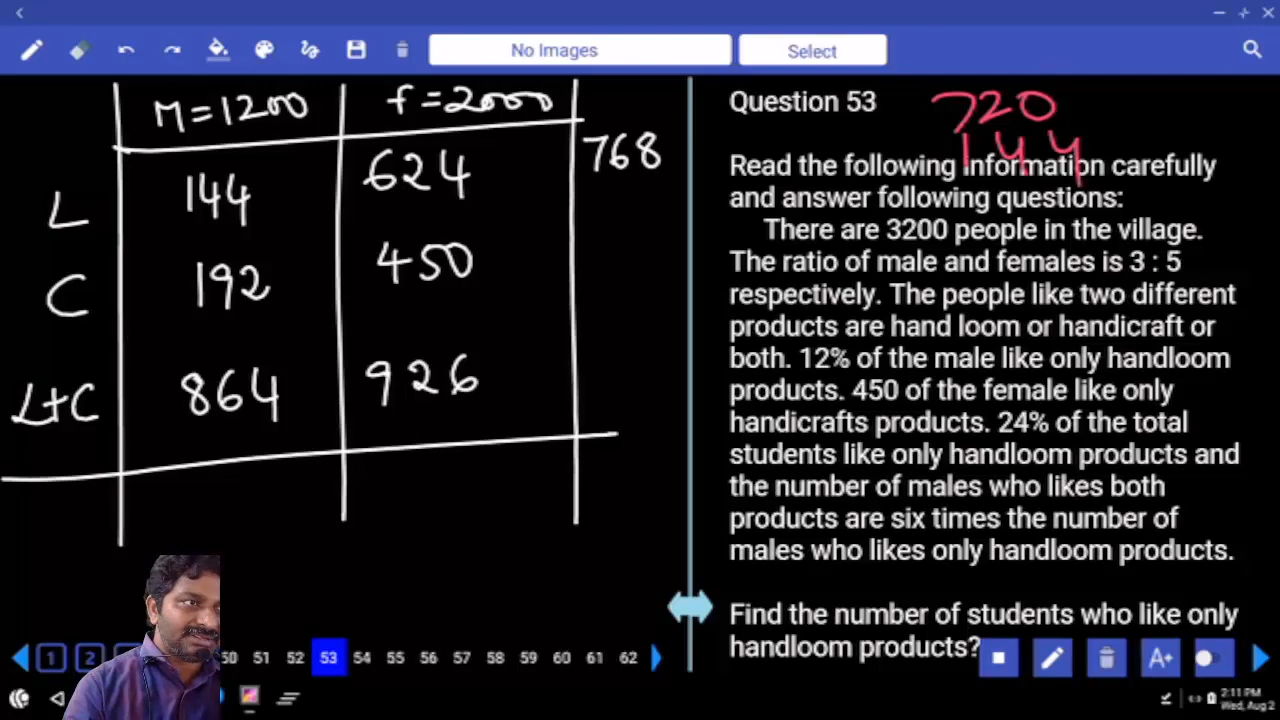 No Images
Select
M=1200
f=2000
L
144
624
768
C
192
450
L+C
864
926
Question 53
720
144
Read the following information carefully
and answer following questions:
There are 3200 people in the village.
The ratio of male and females is 3 : 5
respectively. The people like two different
products are hand loom or handicraft or
both. 12% of the male like only handloom
products. 450 of the female like only
handicrafts products. 24% of the total
students like only handloom products and
the number of males who likes both
products are six times the number of
males who likes only handloom products.
Find the number of students who like only
handloom products?
1 2 50 51 52 53 54 55 56 57 58 59 60 61 62
A+
2:11 PM
Wed, Aug 2